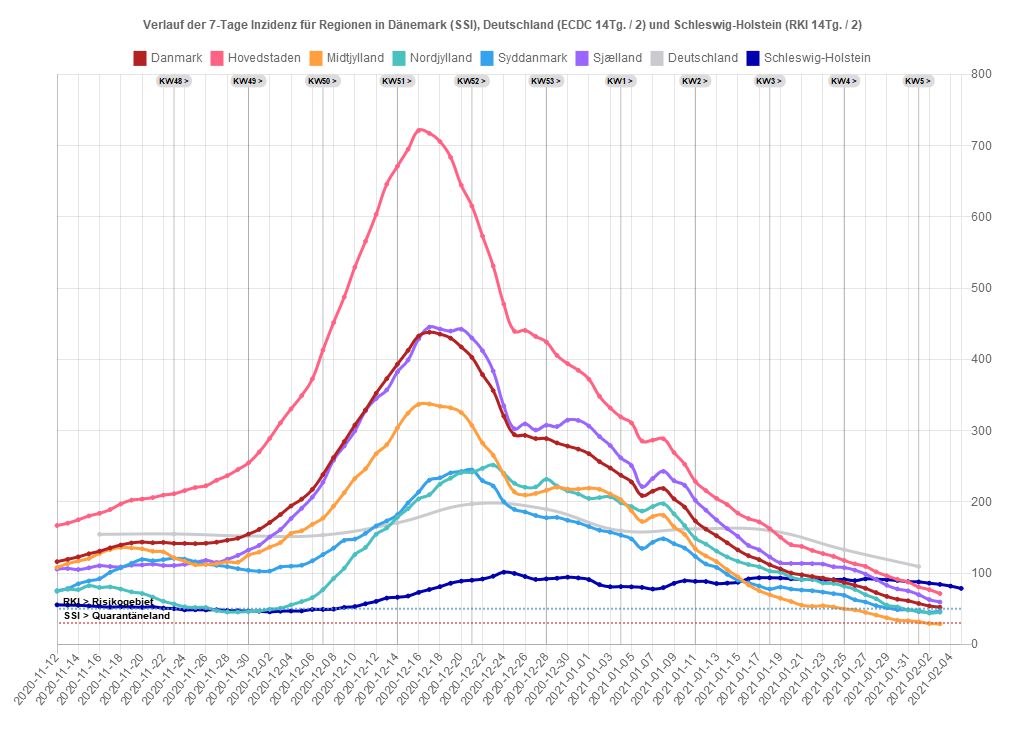 Verlauf der 7-Tage Inzidenz für Regionen in Dänemark (SSI), Deutschland (ECDC 14Tg. / 2) und Schleswig-Holstein (RKI 14Tg. / 2)
Danmark Hovedstaden Midtjylland Nordjylland Syddanmark Sjælland Deutschland Schleswig-Holstein
KW48 > KW49 > KW50 > KW51 > KW52 > KW53 > KW1 > KW2 > KW3 > KW4 > KW5 >
800
700
600
500
400
300
200
100
0
RKI > Risikogebiet
SSI > Quarantäneland
2020-11-12 2020-11-14 2020-11-16 2020-11-18 2020-11-20 2020-11-22 2020-11-24 2020-11-26 2020-11-28 2020-11-30 2020-12-02 2020-12-04 2020-12-06 2020-12-08 2020-12-10 2020-12-12 2020-12-14 2020-12-16 2020-12-18 2020-12-20 2020-12-22 2020-12-24 2020-12-26 2020-12-28 2020-12-30 2021-01-01 2021-01-03 2021-01-05 2021-01-07 2021-01-09 2021-01-11 2021-01-13 2021-01-15 2021-01-17 2021-01-19 2021-01-21 2021-01-23 2021-01-25 2021-01-27 2021-01-29 2021-01-31 2021-02-02 2021-02-04